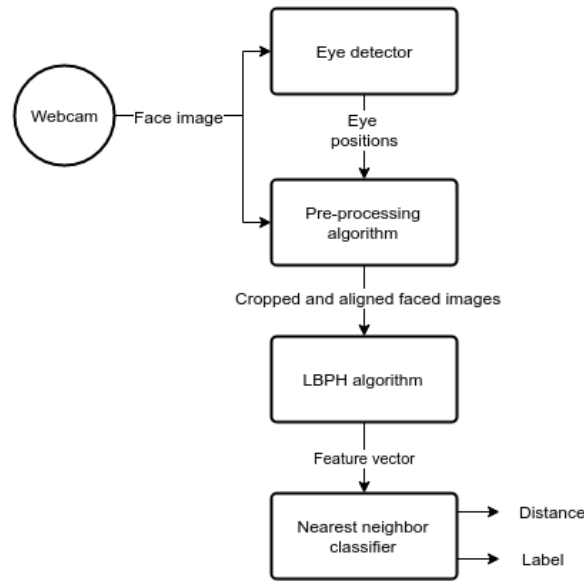 Eye detector
Webcam
Face image
Eye
positions
Pre-processing
algorithm
Cropped and aligned faced images
LBPH algorithm
Feature vector
Nearest neighbor
classifier
Distance
Label